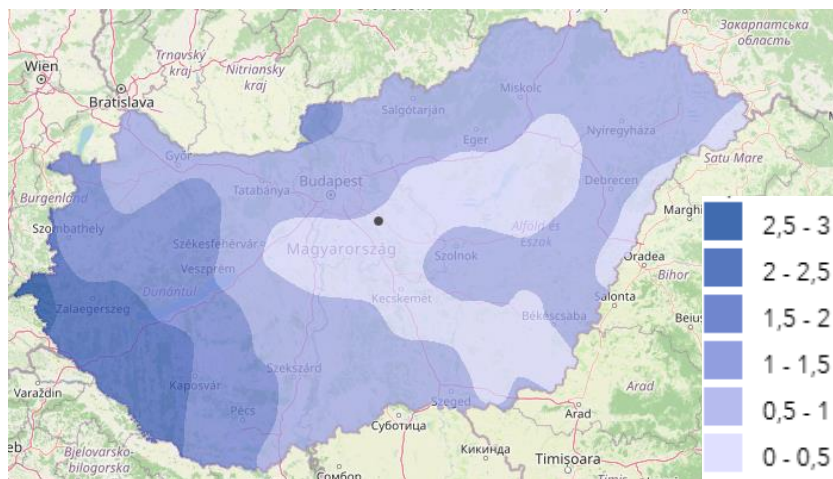 Закарпатська
область
Wien
Trnavský
kraj
Nitriansky
kraj
Bratislava
Miskolc
Salgótarján
Nyíregyháza
Eger
Győr
Satu Mare
Burgenland
Tatabánya
Budapest
Debrecen
Marghi
Szombathely
Székesfehérvár
Magyarország
Alföld és
Észak
Szolnok
Oradea
Veszprém
Bihor
Dunántúl
Kecskemét
Salonta
Zalaegerszeg
Békéscsaba
Beiu
Szekszárd
Kaposvár
Varaždin
Pécs
Szeged
Arad
Arad
Суботица
Bjelovarsko-
bilogorska
Кикинда
Timișoara
Сомбор
2,5 - 3
2 - 2,5
1,5 - 2
1 - 1,5
0,5 - 1
0 - 0,5